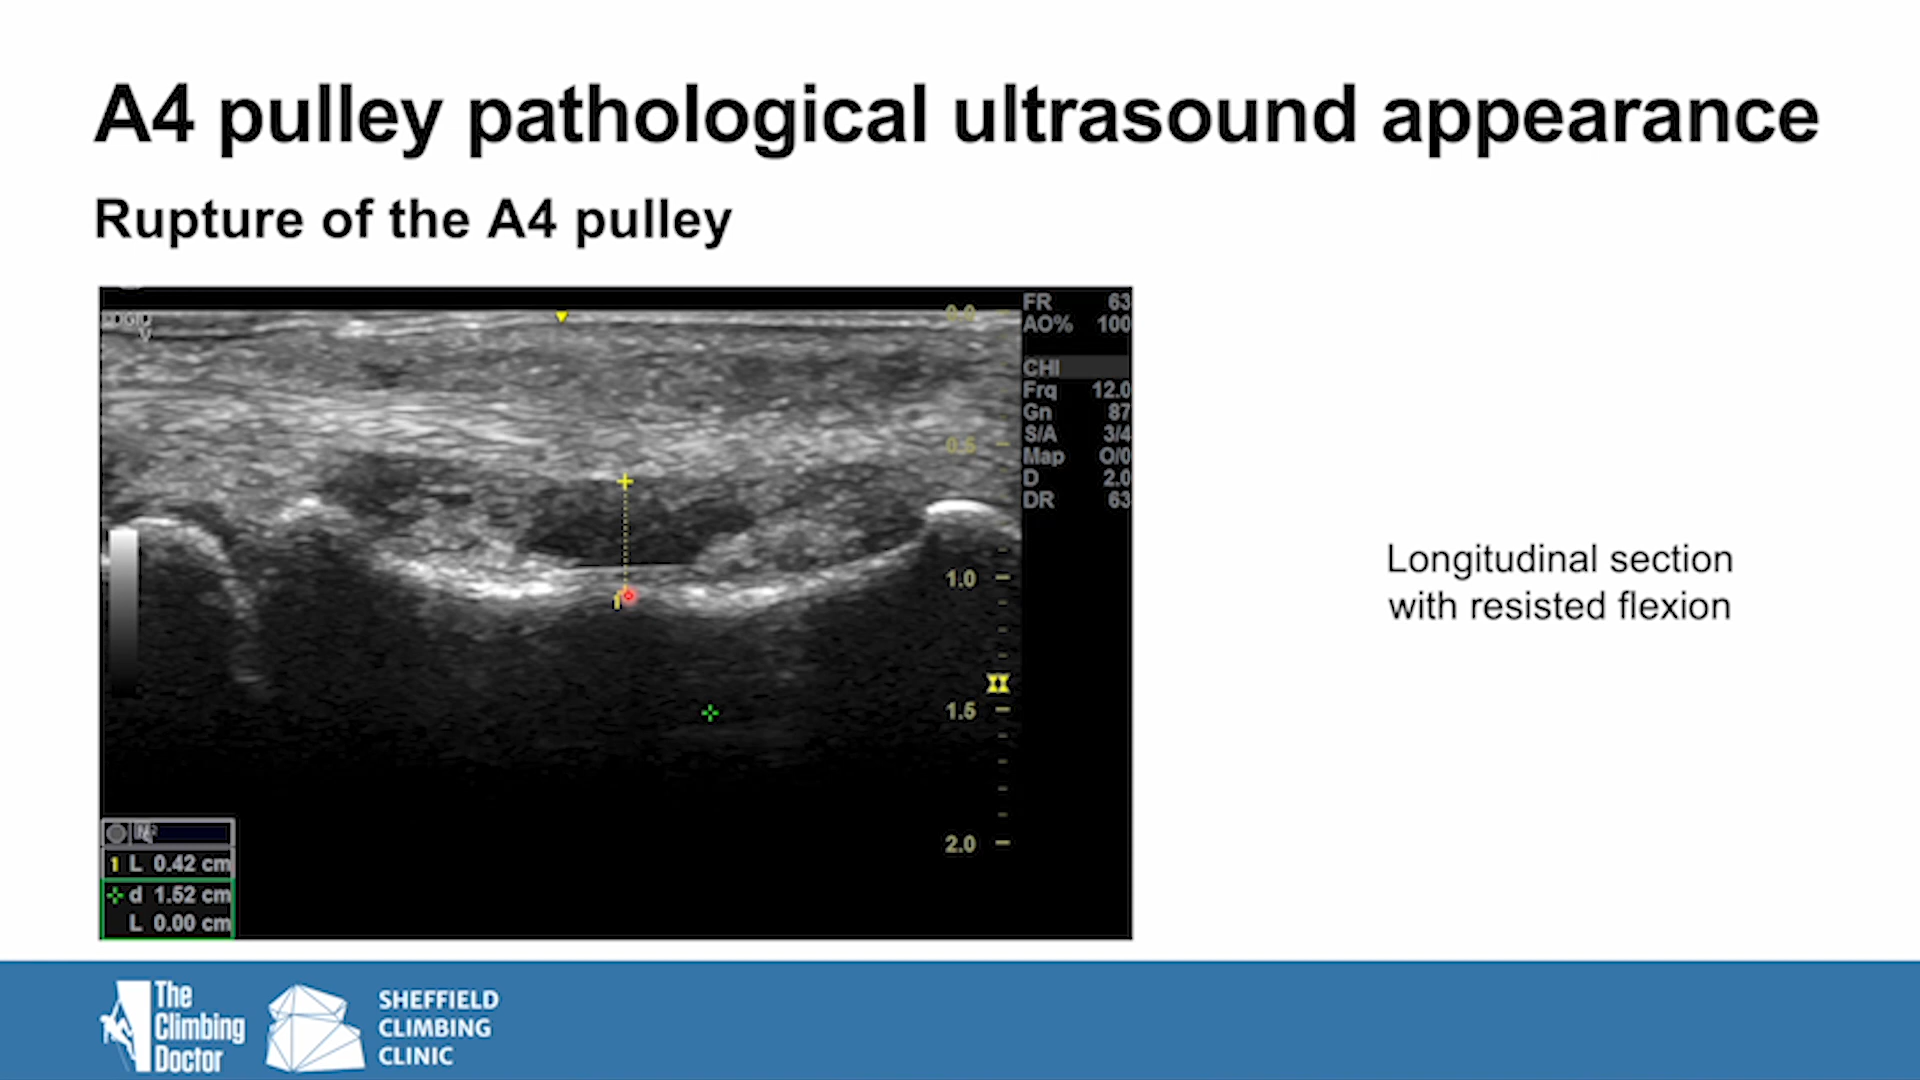 A4 pulley pathological ultrasound appearance
Rupture of the A4 pulley
FR 63
AO% 100
CHI
Frq 12.0
Gn 87
S/A 3/4
Map O/0
D 2.0
DR 63
0.0
0.5
1.0
1.5
2.0
1
1 L 0.42 cm
d 1.52 cm
L 0.00 cm
Longitudinal section
with resisted flexion
The
Climbing
Doctor
SHEFFIELD
CLIMBING
CLINIC